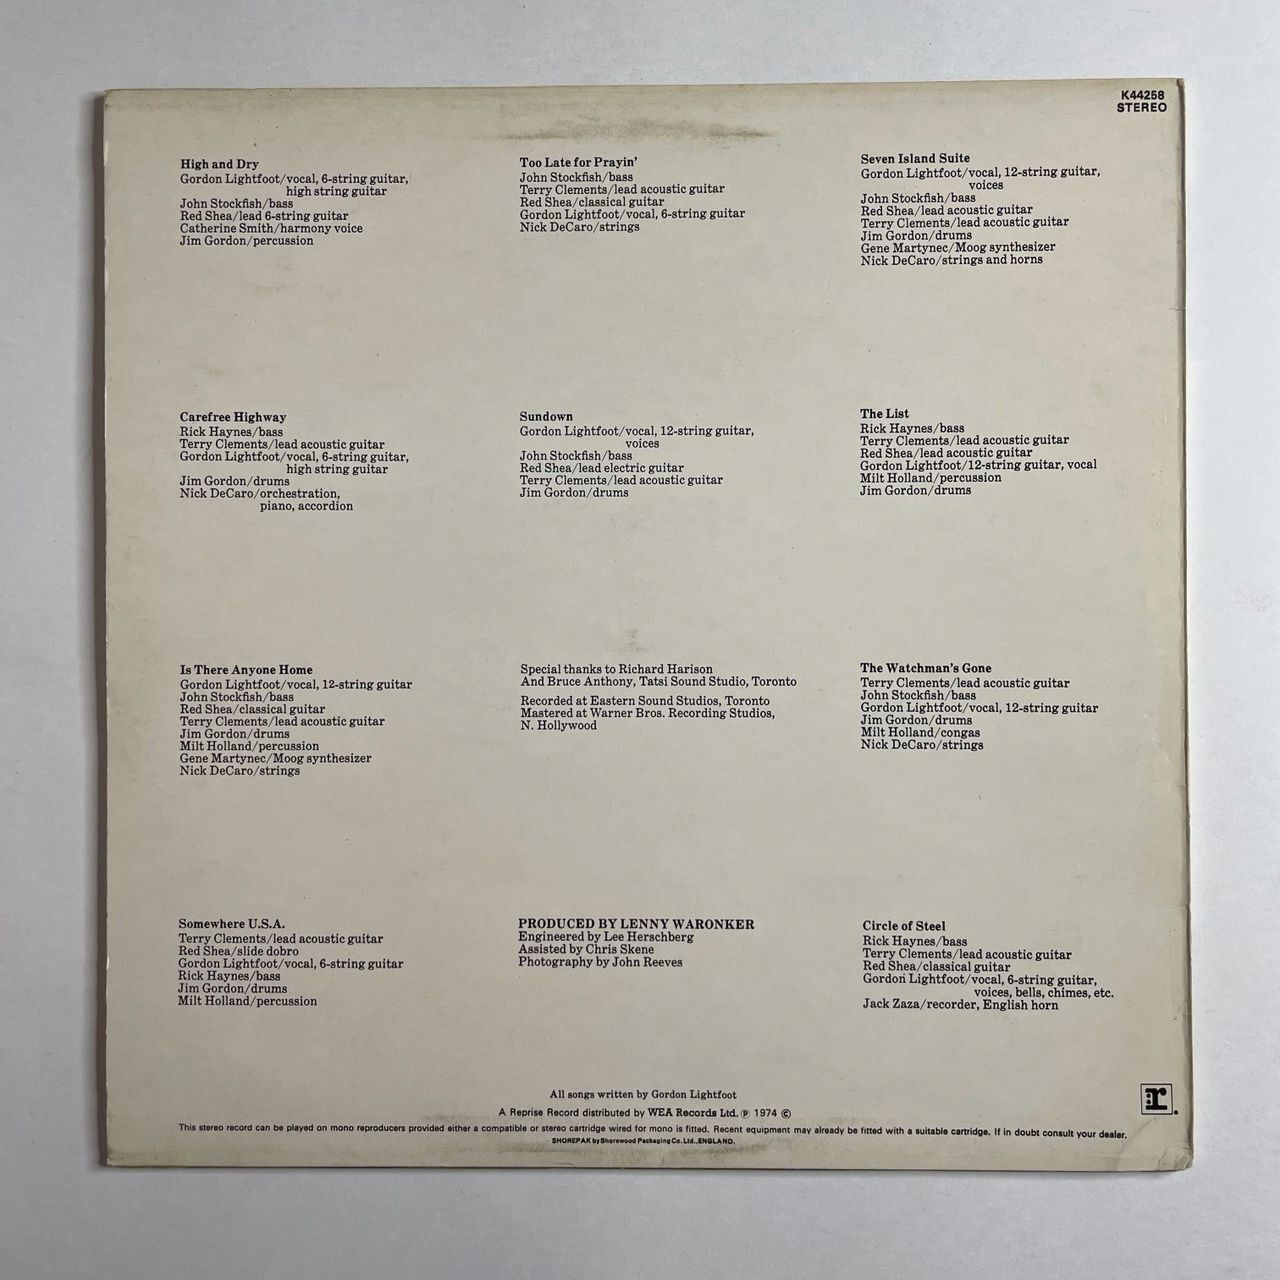 K44258
STEREO
High and Dry
Gordon Lightfoot/vocal, 6-string guitar,
high string guitar
John Stockfish/bass
Red Shea/lead 6-string guitar
Catherine Smith/harmony voice
Jim Gordon/percussion
Too Late for Prayin'
John Stockfish/bass
Terry Clements/lead acoustic guitar
Red Shea/classical guitar
Gordon Lightfoot/vocal, 6-string guitar
Nick DeCaro/strings
Seven Island Suite
Gordon Lightfoot/vocal, 12-string guitar,
voices
John Stockfish/bass
Red Shea/lead acoustic guitar
Terry Clements/lead acoustic guitar
Jim Gordon/drums
Gene Martynec/Moog synthesizer
Nick DeCaro/strings and horns
Carefree Highway
Rick Haynes/bass
Terry Clements/lead acoustic guitar
Gordon Lightfoot/vocal, 6-string guitar,
high string guitar
Jim Gordon/drums
Nick DeCaro/orchestration,
piano, accordion
Sundown
Gordon Lightfoot/vocal, 12-string guitar,
voices
John Stockfish/bass
Red Shea/lead electric guitar
Terry Clements/lead acoustic guitar
Jim Gordon/drums
The List
Rick Haynes/bass
Terry Clements/lead acoustic guitar
Red Shea/lead acoustic guitar
Gordon Lightfoot/12-string guitar, vocal
Milt Holland/percussion
Jim Gordon/drums
Is There Anyone Home
Gordon Lightfoot/vocal, 12-string guitar
John Stockfish/bass
Red Shea/classical guitar
Terry Clements/lead acoustic guitar
Jim Gordon/drums
Milt Holland/percussion
Gene Martynec/Moog synthesizer
Nick DeCaro/strings
Special thanks to Richard Harison
And Bruce Anthony, Tatsi Sound Studio, Toronto
Recorded at Eastern Sound Studios, Toronto
Mastered at Warner Bros. Recording Studios,
N. Hollywood
The Watchman's Gone
Terry Clements/lead acoustic guitar
John Stockfish/bass
Gordon Lightfoot/vocal, 12-string guitar
Jim Gordon/drums
Milt Holland/congas
Nick DeCaro/strings
Somewhere U.S.A.
Terry Clements/lead acoustic guitar
Red Shea/slide dobro
Gordon Lightfoot/vocal, 6-string guitar
Rick Haynes/bass
Jim Gordon/drums
Milt Holland/percussion
PRODUCED BY LENNY WARONKER
Engineered by Lee Herschberg
Assisted by Chris Skene
Photography by John Reeves
Circle of Steel
Rick Haynes/bass
Terry Clements/lead acoustic guitar
Red Shea/classical guitar
Gordon Lightfoot/vocal, 6-string guitar,
voices, bells, chimes, etc.
Jack Zaza/recorder, English horn
All songs written by Gordon Lightfoot
A Reprise Record distributed by WEA Records Ltd. ℗ 1974 ©
:r.
This stereo record can be played on mono reproducers provided either a compatible or stereo cartridge wired for mono is fitted. Recent equipment may already be fitted with a suitable cartridge. If in doubt consult your dealer.
SHOREPAK by Shorewood Packaging Co. Ltd., ENGLAND.